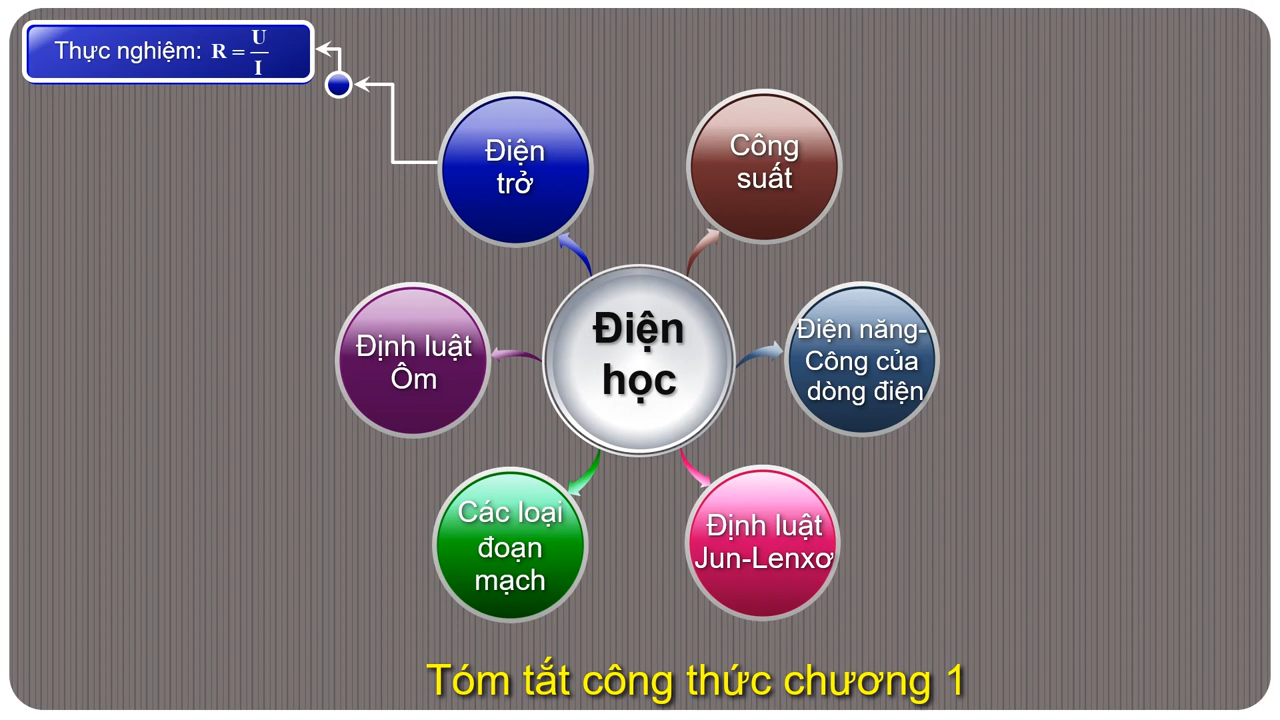 Thực nghiệm: R = U/I
Điện
trở
Công
suất
Điện
học
Định luật
Ôm
Điện năng-
Công của
dòng điện
Các loại
đoạn
mạch
Định luật
Jun-Lenxơ
Tóm tắt công thức chương 1